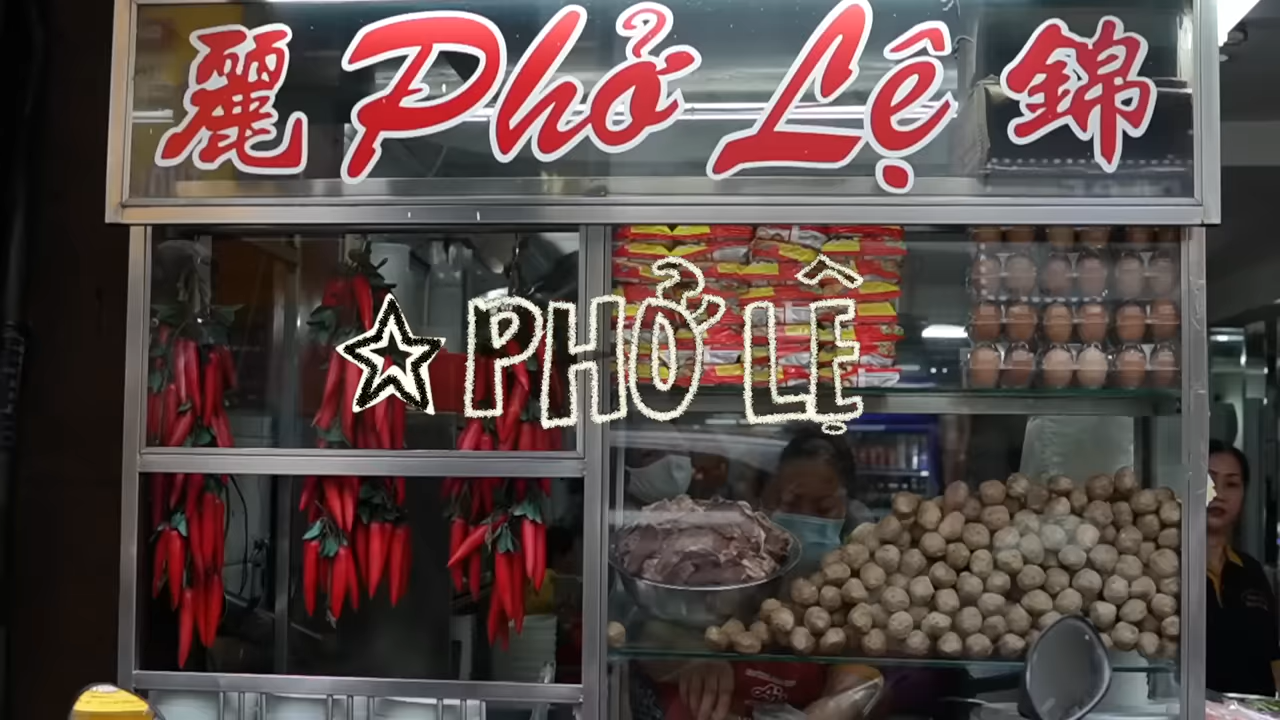 麗 Phở Lệ 錦
☆ PHỞ LỆ